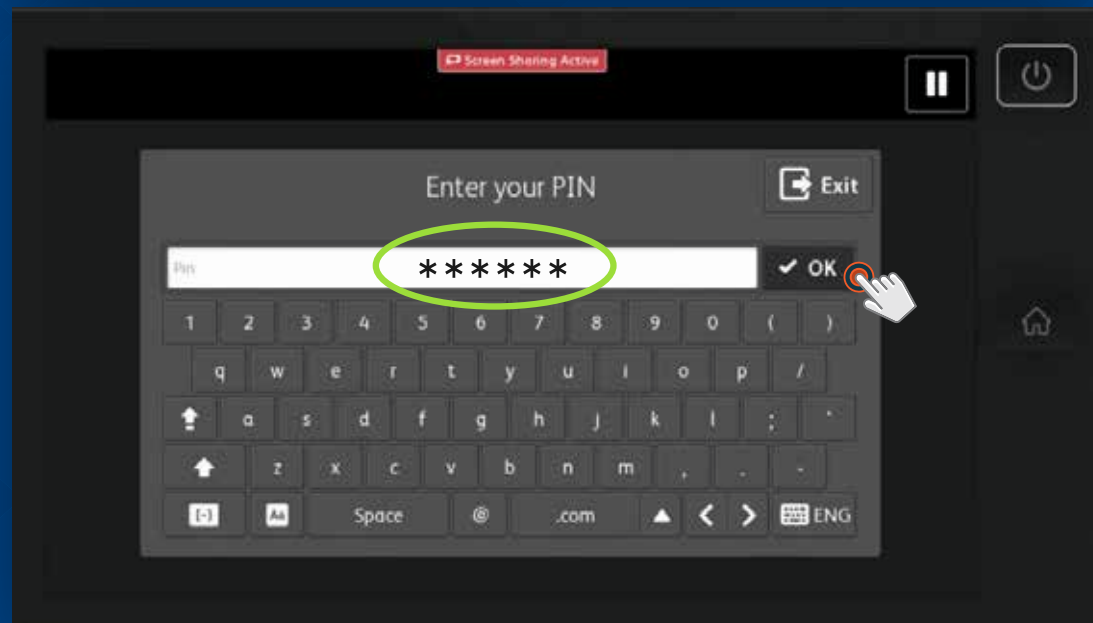 Screen Sharing Active
Enter your PIN
Exit
Pin
******
OK
1 2 3 4 5 6 7 8 9 0 ( )
q w e r t y u i o p /
a s d f g h j k l ; '
z x c v b n m , . -
Aa Space @ .com < > ENG